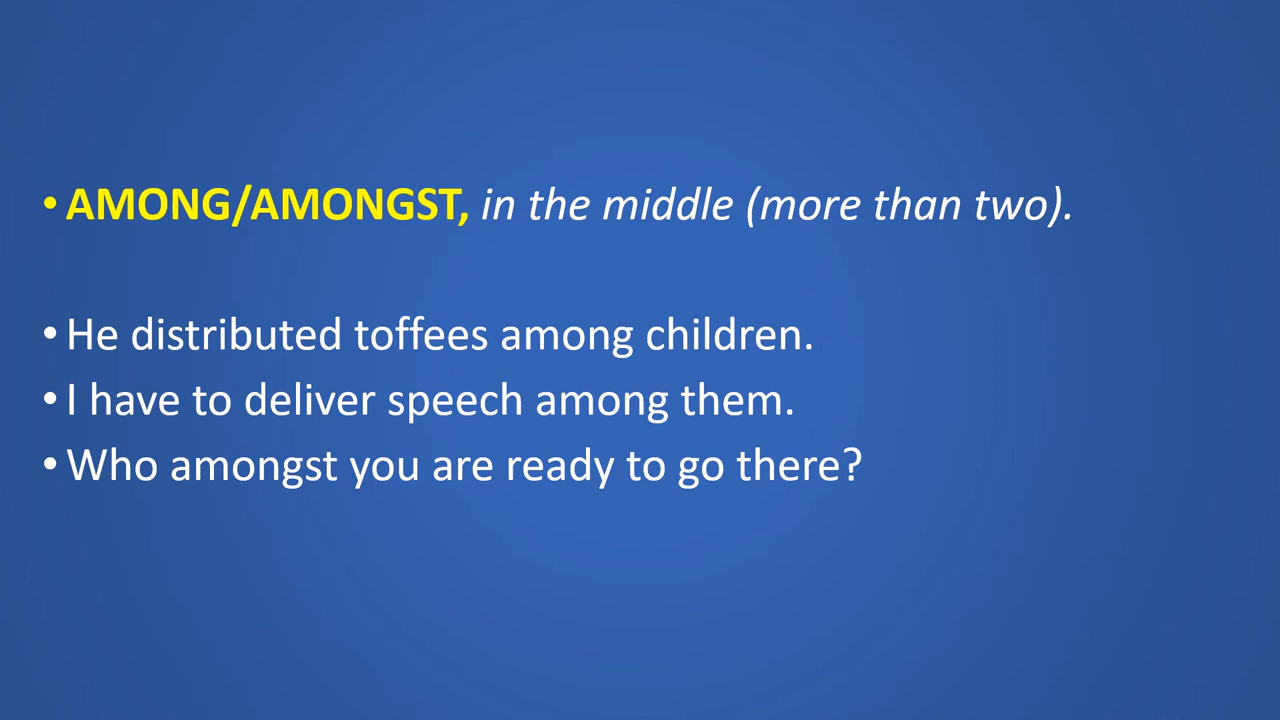 • AMONG/AMONGST, in the middle (more than two).
• He distributed toffees among children.
• I have to deliver speech among them.
• Who amongst you are ready to go there?